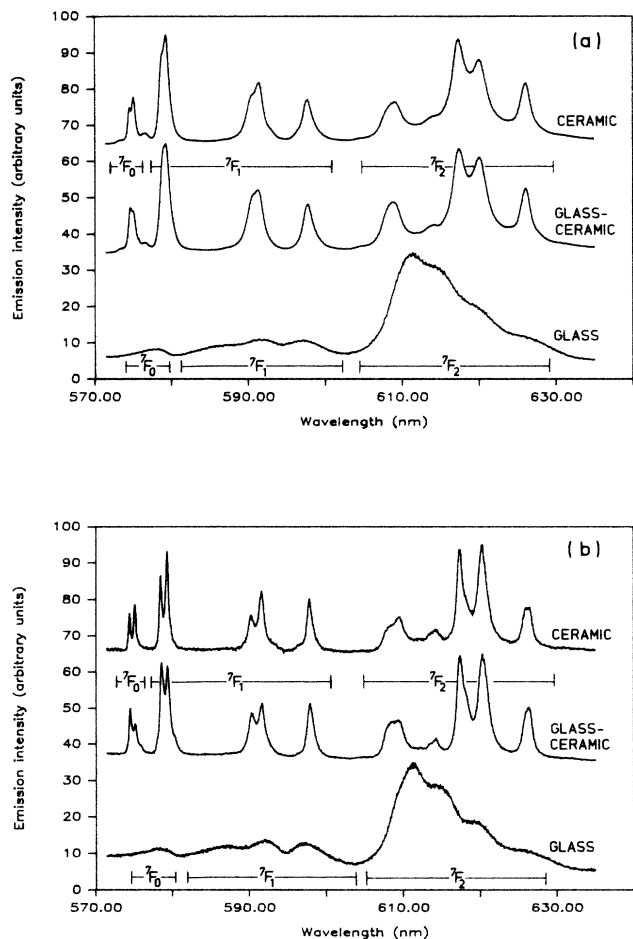 (a)
Emission intensity (arbitrary units)
100
90
80
70
60
50
40
30
20
10
0
CERAMIC
⁷F₀
⁷F₁
⁷F₂
GLASS-
CERAMIC
GLASS
⁷F₀
⁷F₁
⁷F₂
570.00
590.00
610.00
630.00
Wavelength (nm)
(b)
Emission intensity (arbitrary units)
100
90
80
70
60
50
40
30
20
10
0
CERAMIC
⁷F₀
⁷F₁
⁷F₂
GLASS-
CERAMIC
GLASS
⁷F₀
⁷F₁
⁷F₂
570.00
590.00
610.00
630.00
Wavelength (nm)